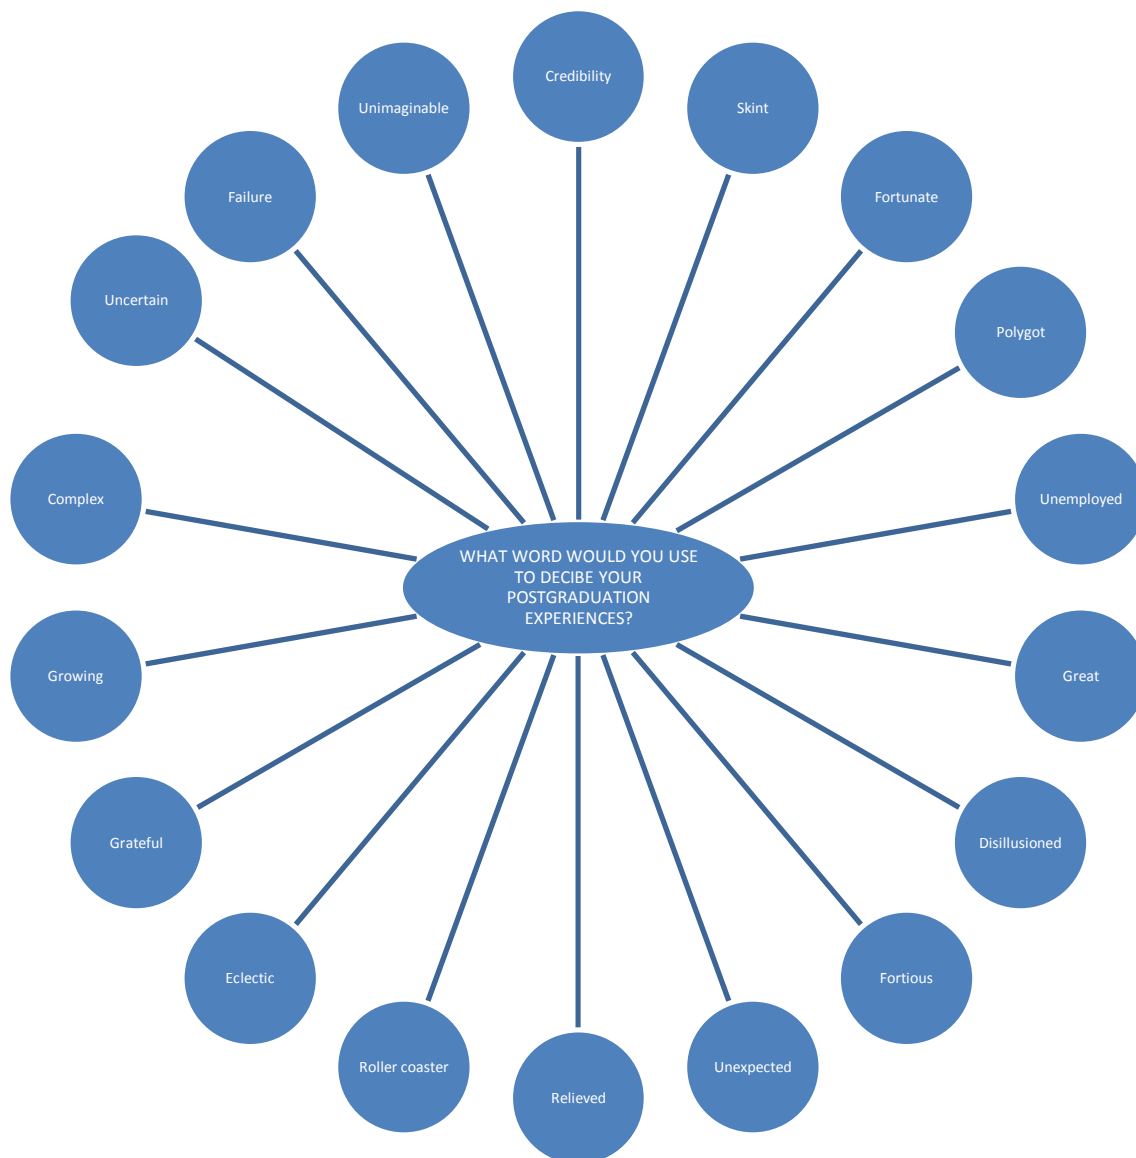 Credibility
Skint
Fortunate
Polygot
Unemployed
Great
Disillusioned
Fortious
Unexpected
Relieved
Roller coaster
Eclectic
Grateful
Growing
Complex
Uncertain
Failure
Unimaginable
WHAT WORD WOULD YOU USE
TO DECIBE YOUR
POSTGRADUATION
EXPERIENCES?